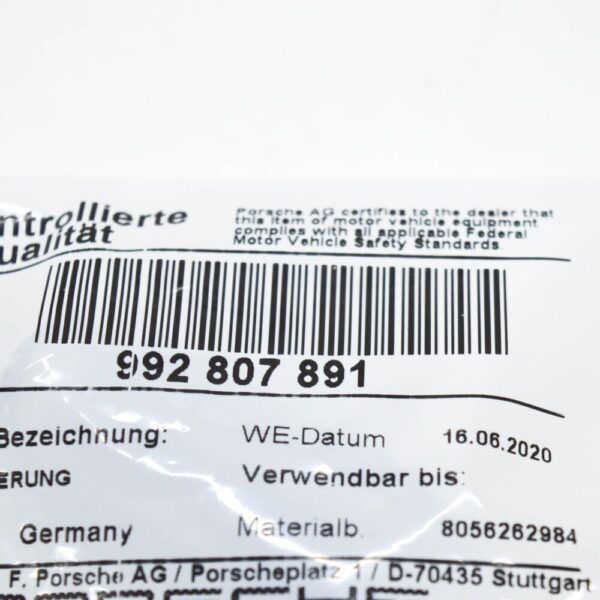 ntrollierte
ualität
Porsche AG certifies to the dealer that
this item of motor vehicle equipment
complies with all applicable Federal
Motor Vehicle Safety Standards
992 807 891
Bezeichnung: WE-Datum 16.06.2020
ERUNG Verwendbar bis:
Germany Materialb. 8056262984
F. Porsche AG / Porscheplatz 1 / D-70435 Stuttgart